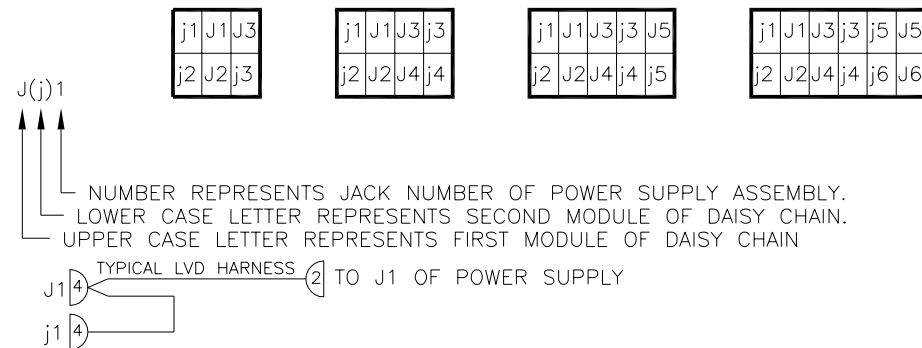 j1 J1 J3
j2 J2 j3
j1 J1 J3 j3
j2 J2 J4 j4
j1 J1 J3 j3 J5
j2 J2 J4 j4 j5
j1 J1 J3 j3 j5 J5
j2 J2 J4 j4 j6 J6
J(j)1
NUMBER REPRESENTS JACK NUMBER OF POWER SUPPLY ASSEMBLY.
LOWER CASE LETTER REPRESENTS SECOND MODULE OF DAISY CHAIN.
UPPER CASE LETTER REPRESENTS FIRST MODULE OF DAISY CHAIN
TYPICAL LVD HARNESS
J1 4
2 TO J1 OF POWER SUPPLY
j1 4